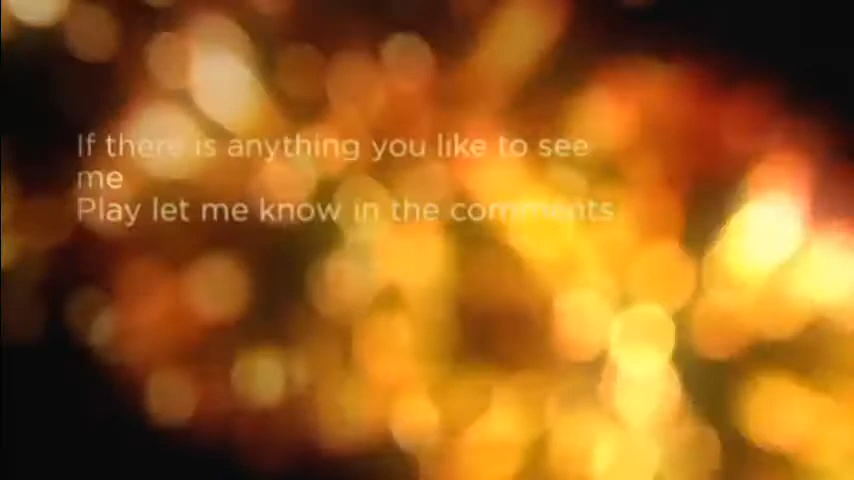 If there is anything you like to see
me
Play let me know in the comments